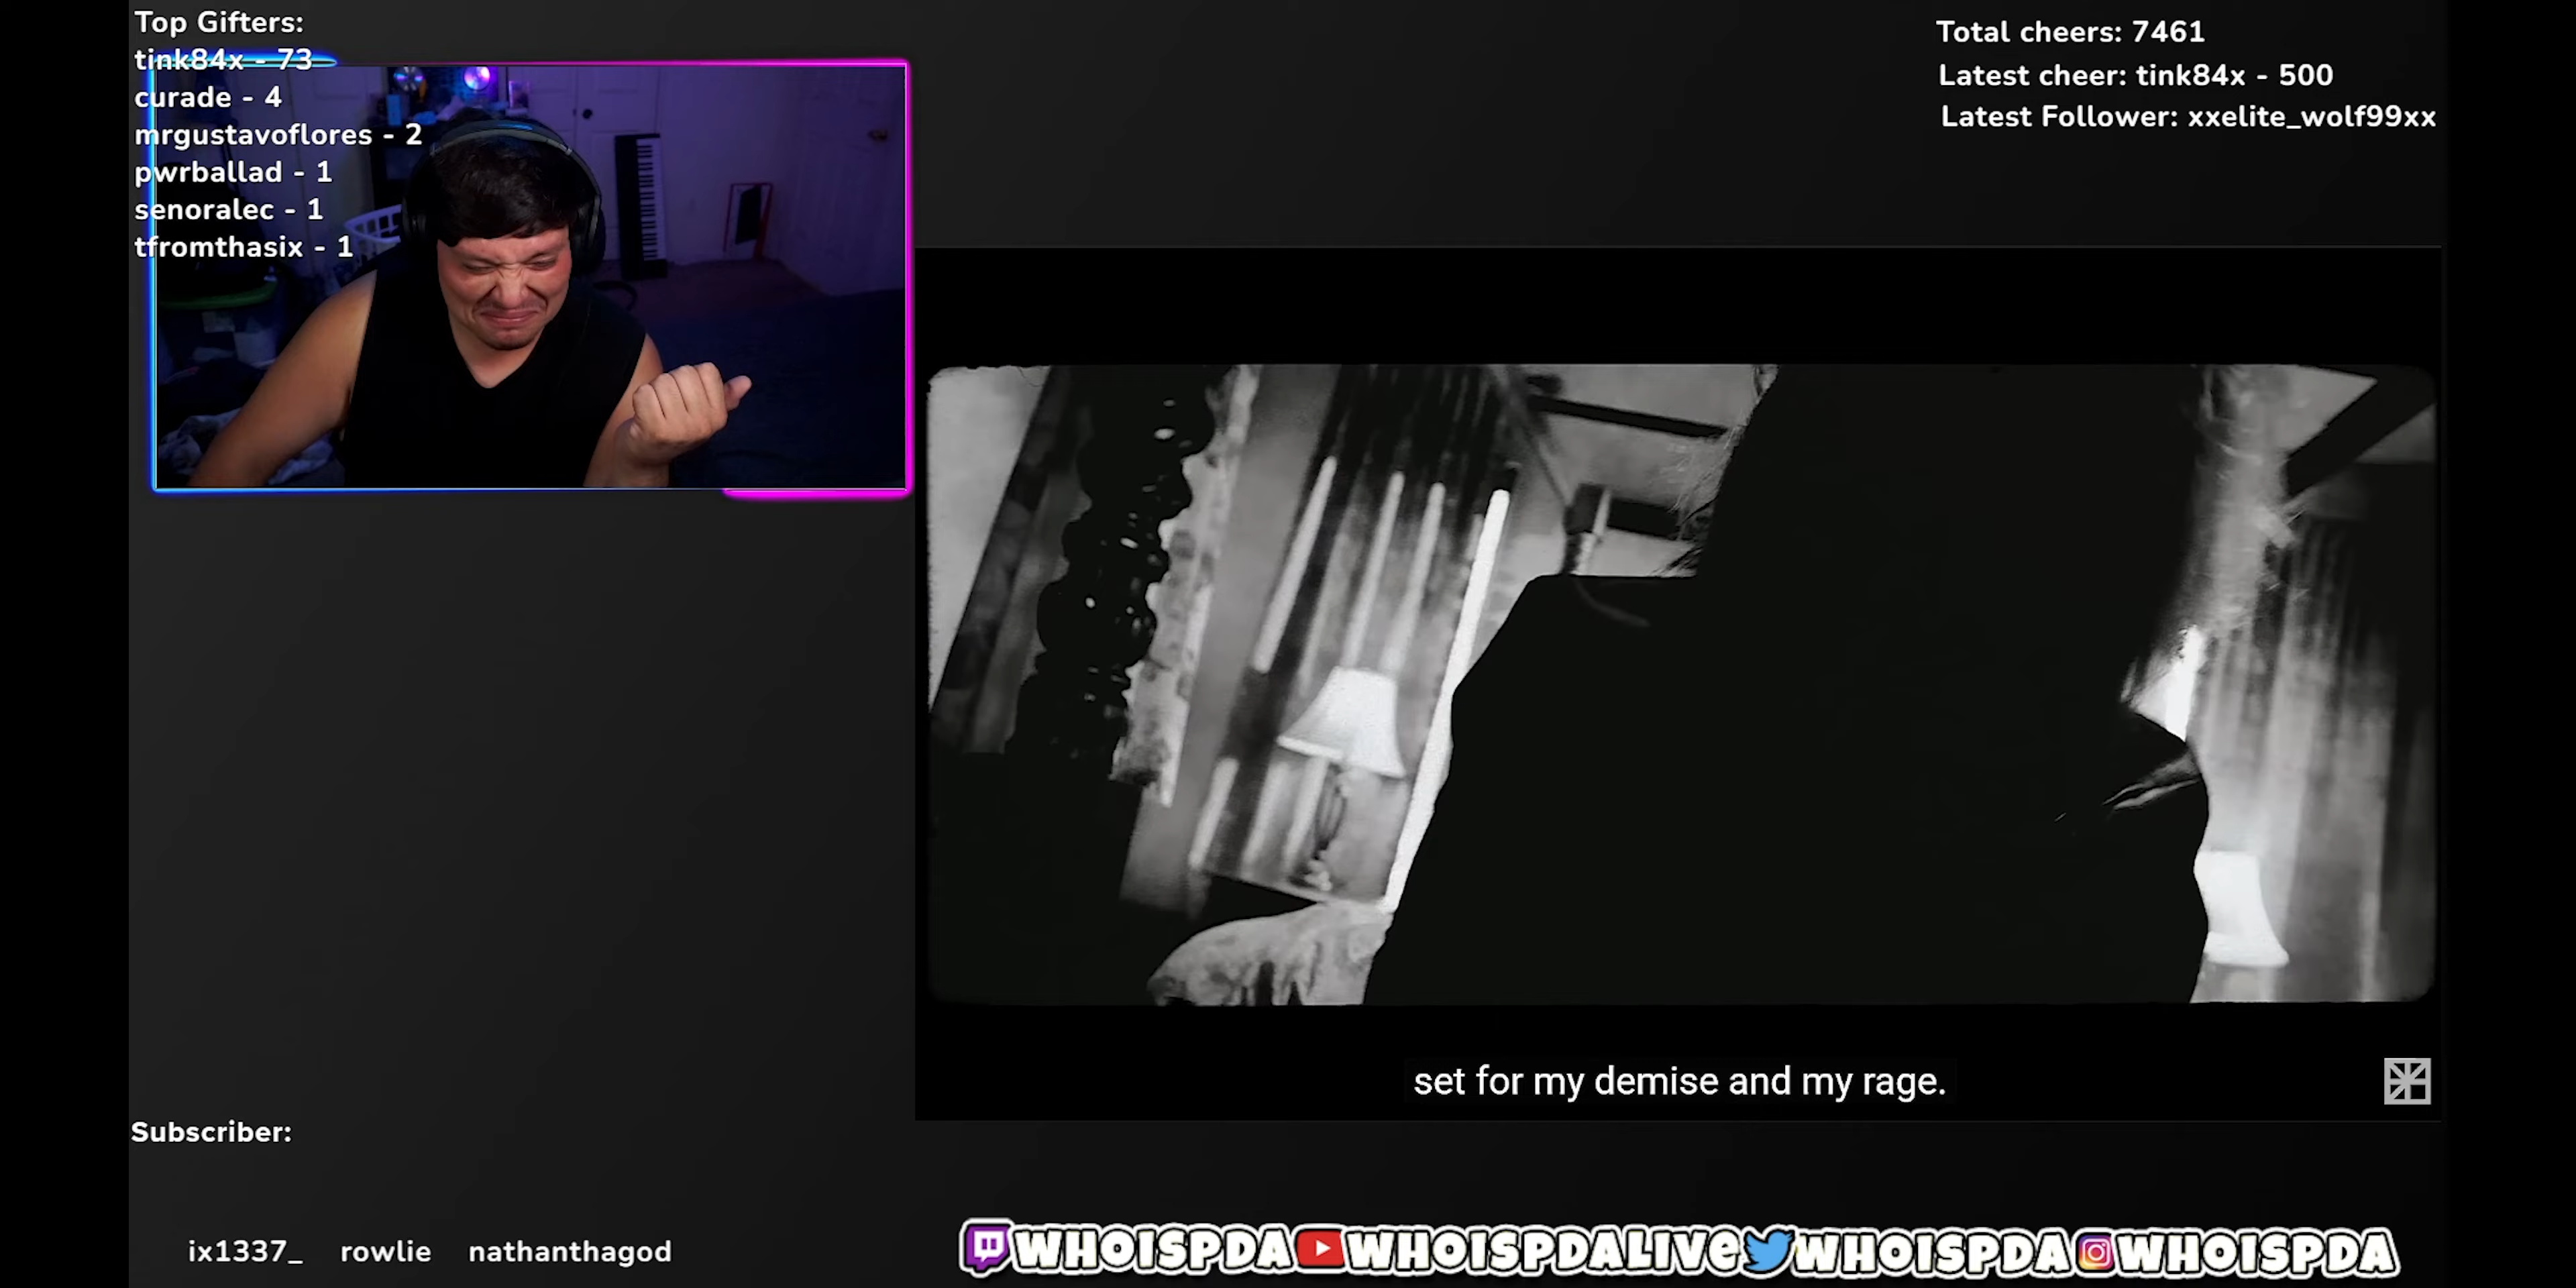 Top Gifters:
tink84x - 73
curade - 4
mrgustavoflores - 2
pwrballad - 1
senoralec - 1
tfromthasix - 1
Total cheers: 7461
Latest cheer: tink84x - 500
Latest Follower: xxelite_wolf99xx
set for my demise and my rage.
Subscriber:
ix1337_ rowlie nathanthagod
WHOISPDA WHOISPDALIVE WHOISPDA WHOISPDA